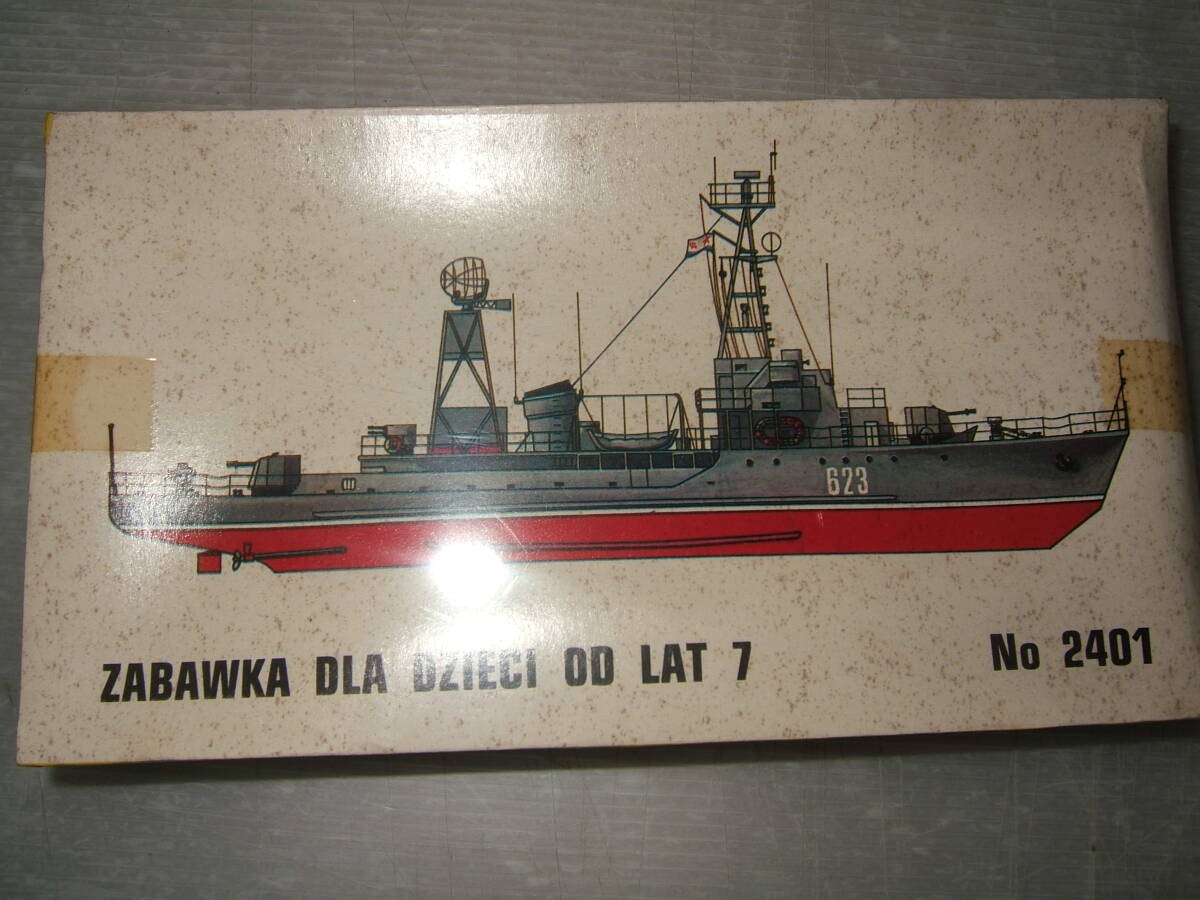 623
ZABAWKA DLA DZIECI OD LAT 7
No 2401